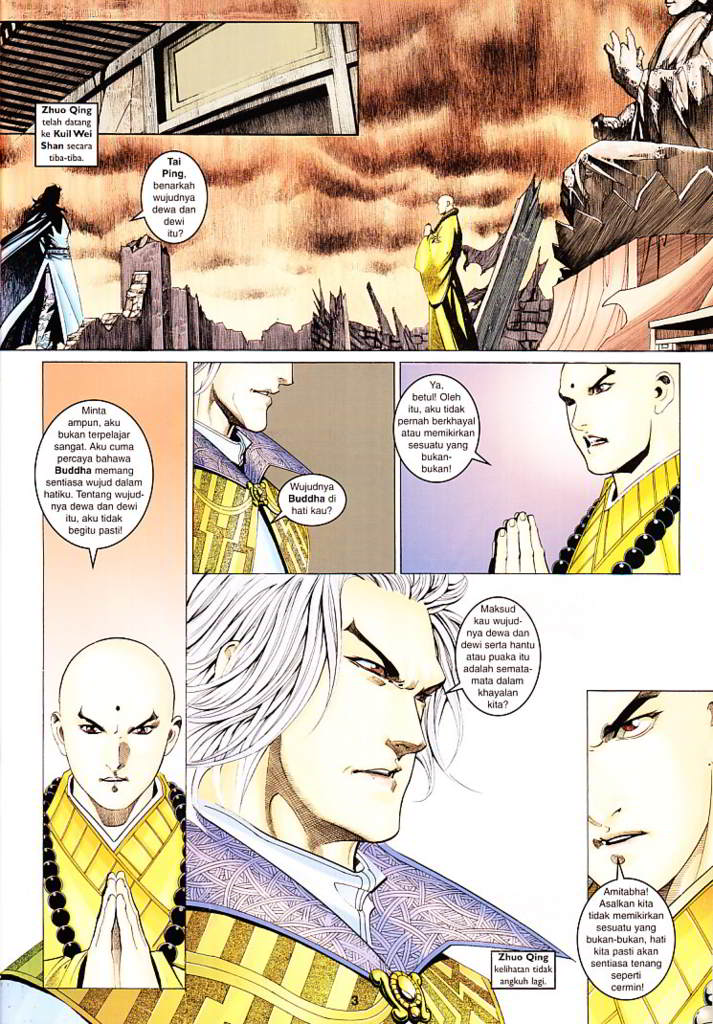 Zhuo Qing
telah datang
ke Kuil Wei
Shan secara
tiba-tiba.
Tai
Ping,
benarkah
wujudnya
dewa dan
dewi
itu?
Minta
ampun, aku
bukan terpelajar
sangat. Aku cuma
percaya bahawa
Buddha memang
sentiasa wujud dalam
hatiku. Tentang wujud-
nya dewa dan dewi
itu, aku tidak
begitu pasti!
Wujudnya
Buddha di
hati kau?
Ya,
betul! Oleh
itu, aku tidak
pernah berkhayal
atau memikirkan
sesuatu yang
bukan-
bukan!
Maksud
kau wujud-
nya dewa dan
dewi serta hantu
atau puaka itu
adalah semata-
mata dalam
khayalan
kita?
Zhuo Qing
kelihatan tidak
angkuh lagi.
Amitabha!
Asalkan kita
tidak memikirkan
sesuatu yang
bukan-bukan, hati
kita pasti akan
sentiasa tenang
seperti
cermin!
3